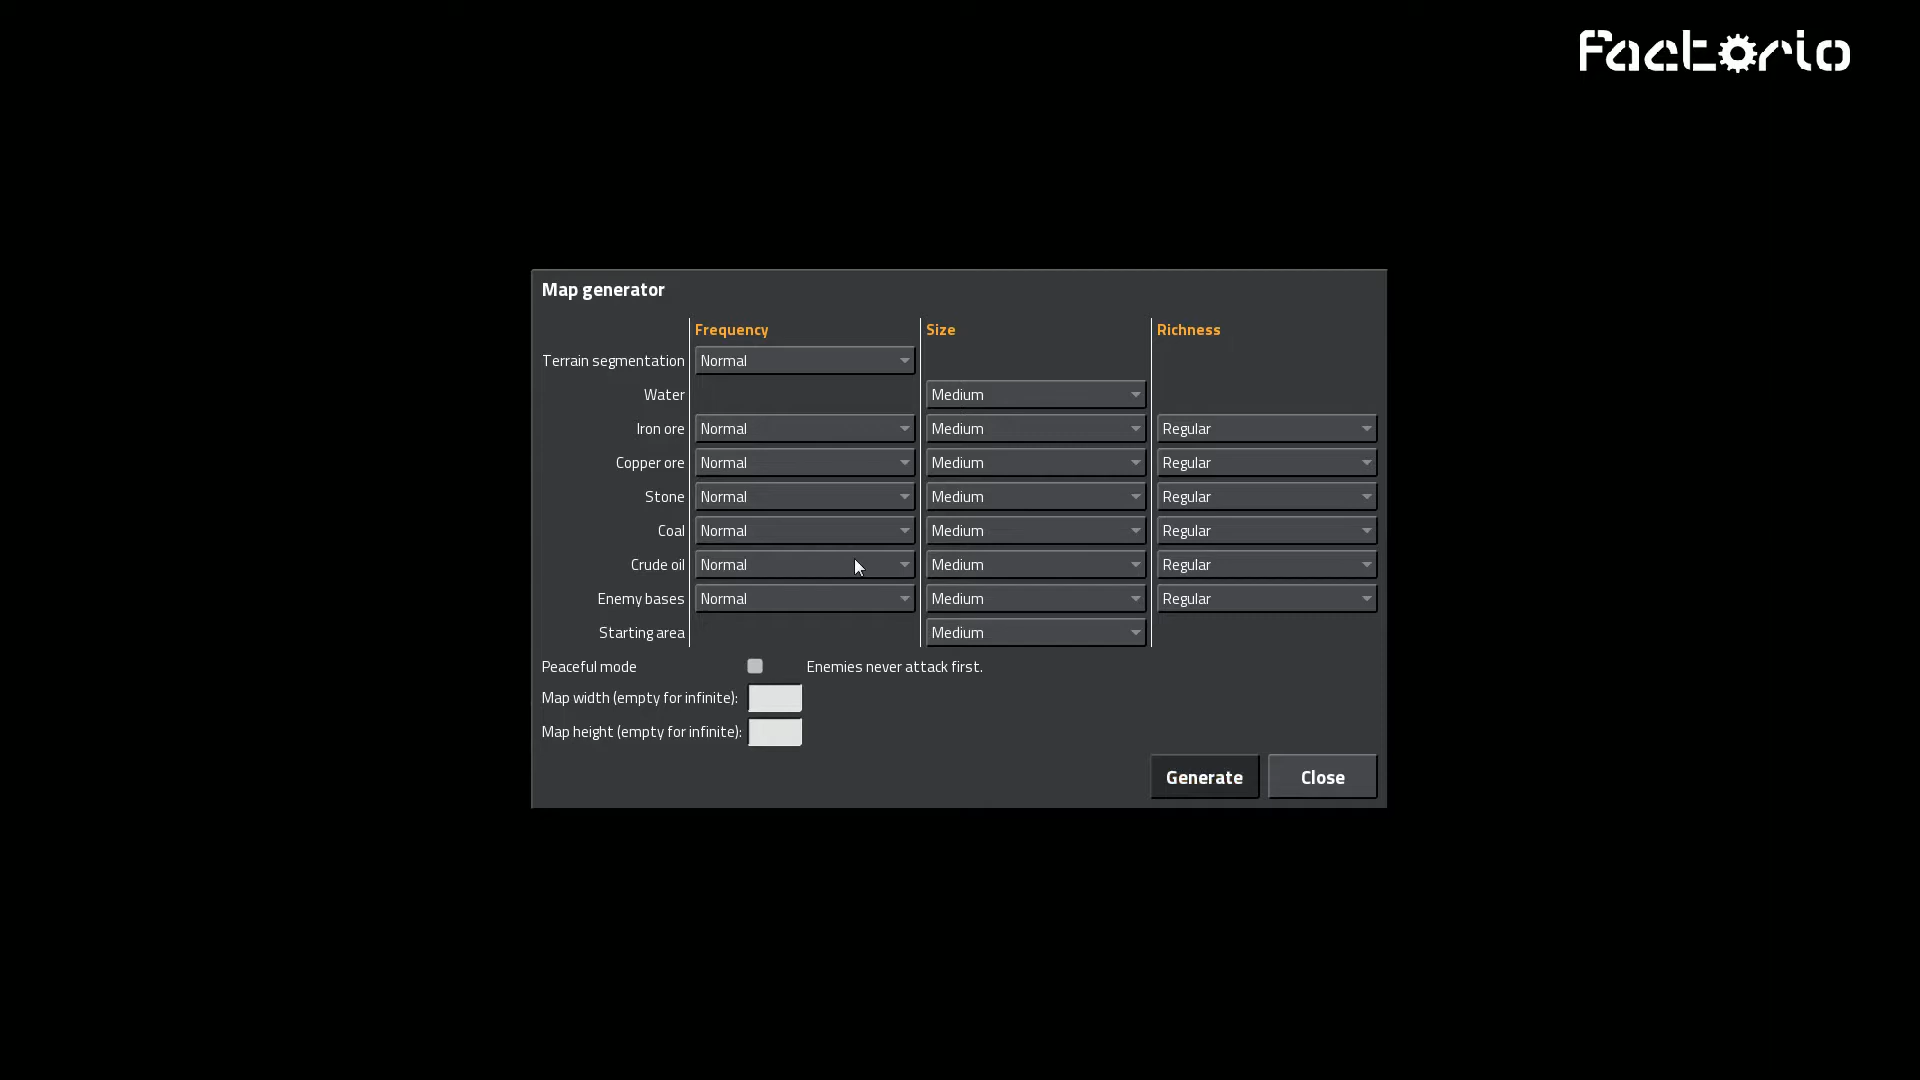 factorio
Map generator
Frequency Size Richness
Terrain segmentation Normal
Water Medium
Iron ore Normal Medium Regular
Copper ore Normal Medium Regular
Stone Normal Medium Regular
Coal Normal Medium Regular
Crude oil Normal Medium Regular
Enemy bases Normal Medium Regular
Starting area Medium
Peaceful mode Enemies never attack first.
Map width (empty for infinite):
Map height (empty for infinite):
Generate Close